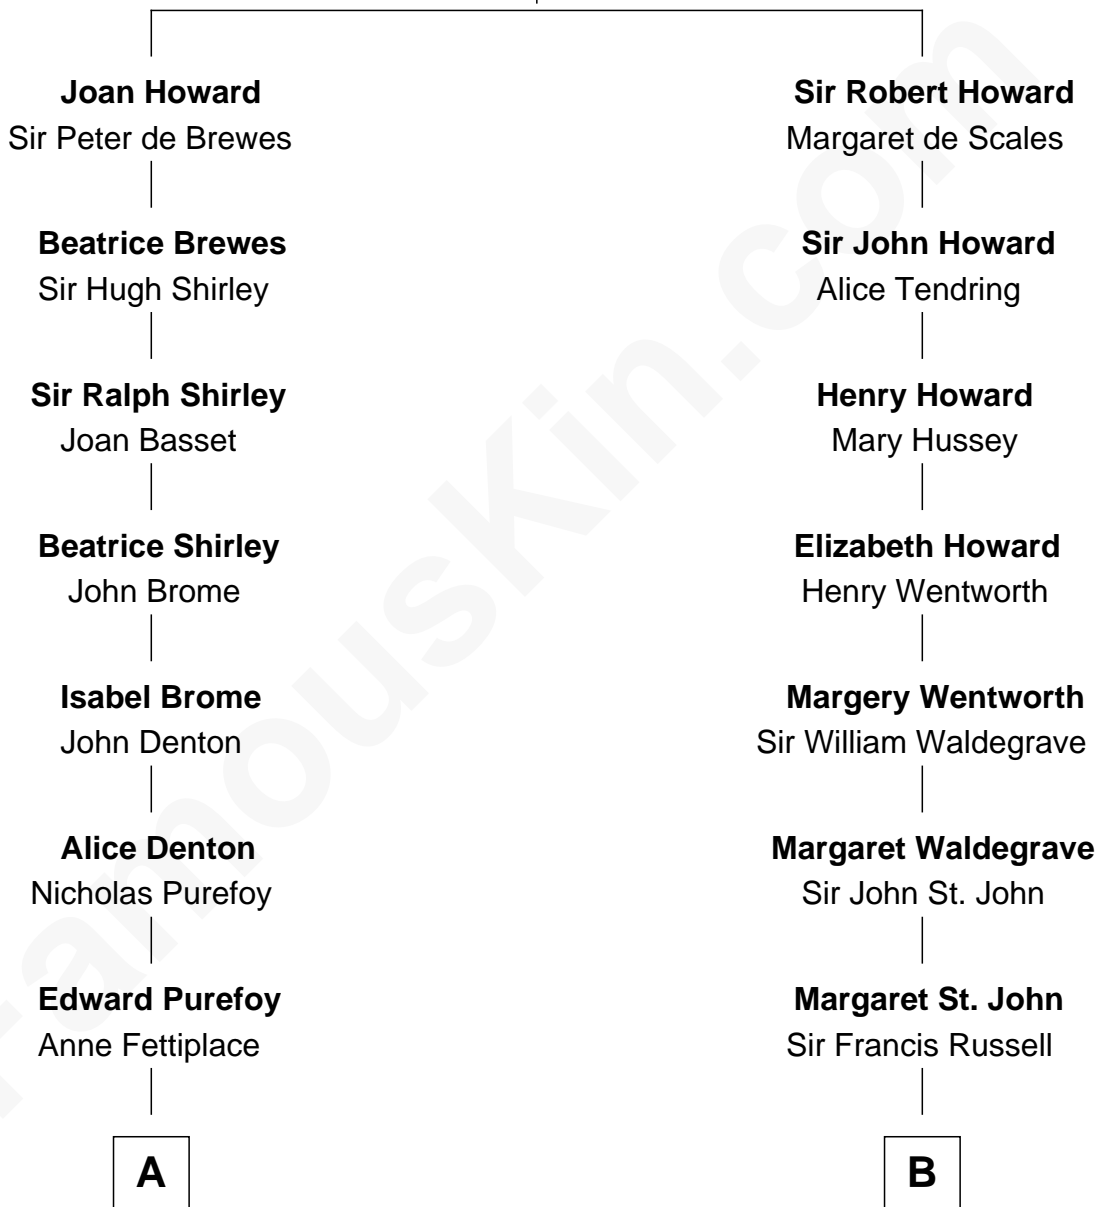 Joan Howard
Sir Peter de Brewes
Beatrice Brewes
Sir Hugh Shirley
Sir Ralph Shirley
Joan Basset
Beatrice Shirley
John Brome
Isabel Brome
John Denton
Alice Denton
Nicholas Purefoy
Edward Purefoy
Anne Fettiplace
A
Sir Robert Howard
Margaret de Scales
Sir John Howard
Alice Tendring
Henry Howard
Mary Hussey
Elizabeth Howard
Henry Wentworth
Margery Wentworth
Sir William Waldegrave
Margaret Waldegrave
Sir John St. John
Margaret St. John
Sir Francis Russell
B
FamousKin.com